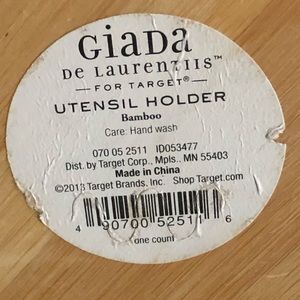 GIADA
DE LAURENTIIS™
FOR TARGET®
UTENSIL HOLDER
Bamboo
Care: Hand wash
070 05 2511 ID053477
Dist. by Target Corp., Mpls., MN 55403
Made in China
©2013 Target Brands, Inc. Shop Target.com
4 90700 52511 6
one count